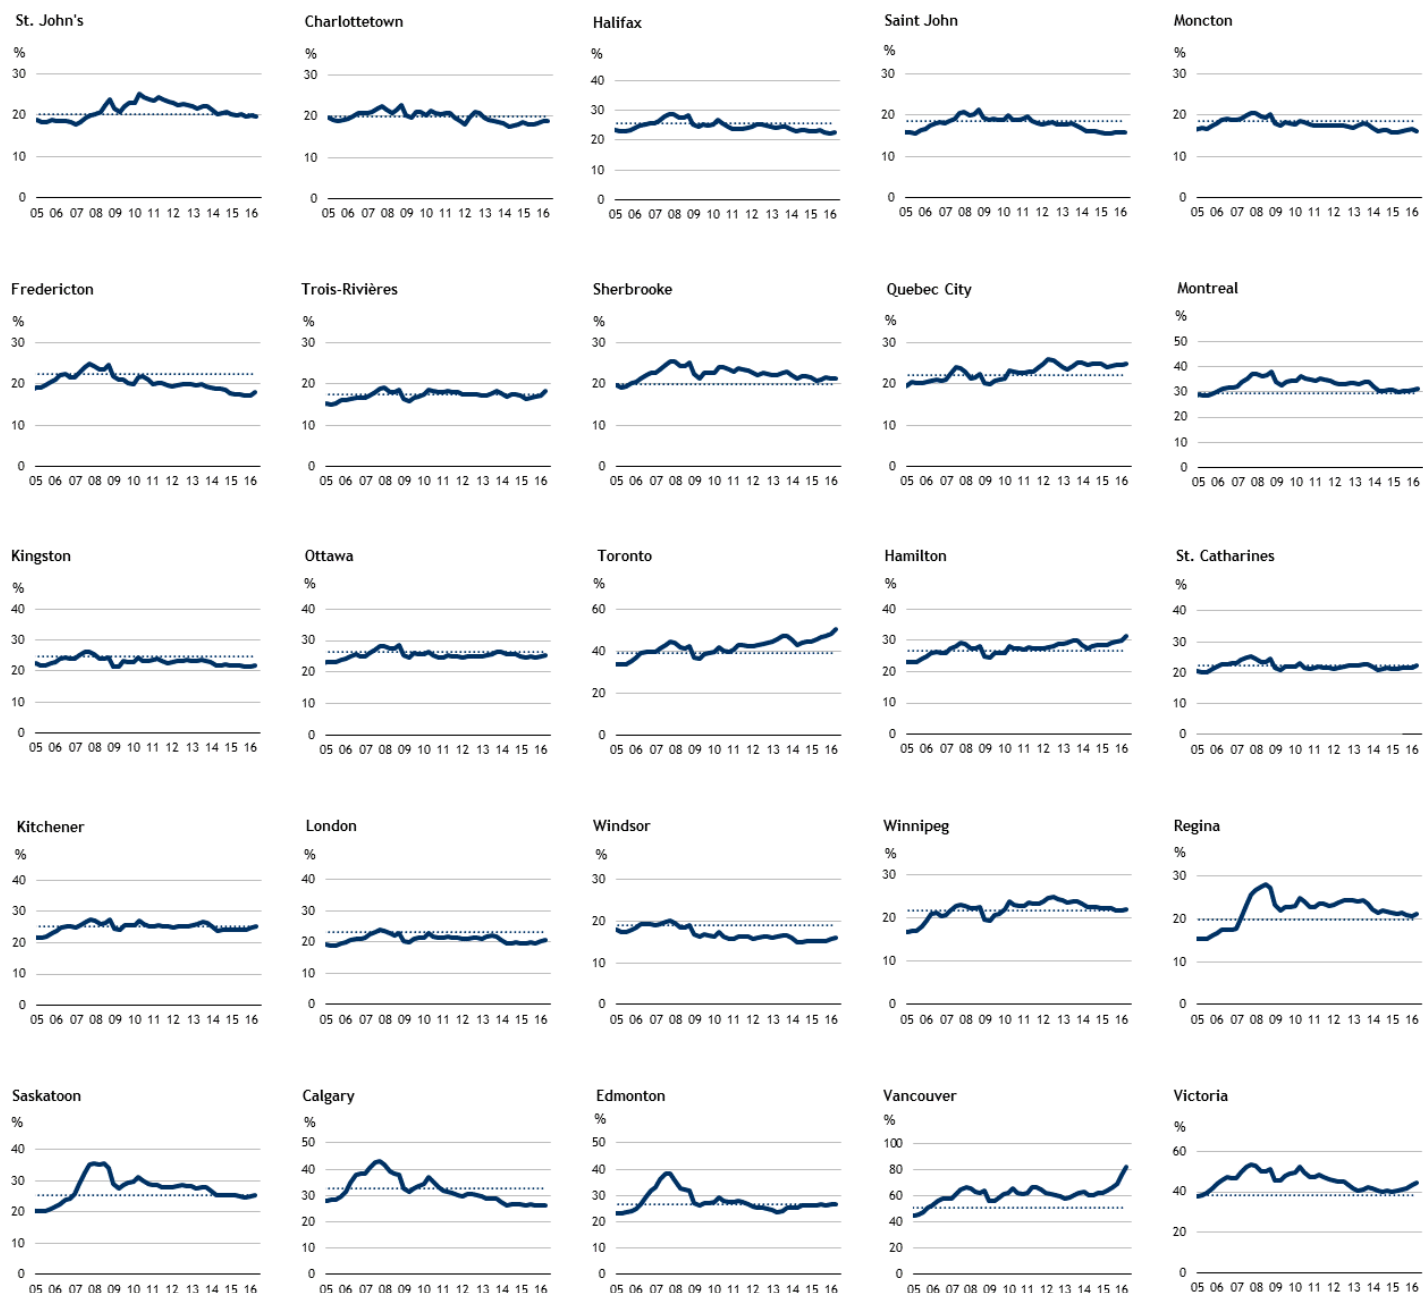 St. John's
%
30
20
10
0
05 06 07 08 09 10 11 12 13 14 15 16
Charlottetown
%
30
20
10
0
05 06 07 08 09 10 11 12 13 14 15 16
Halifax
%
40
30
20
10
0
05 06 07 08 09 10 11 12 13 14 15 16
Saint John
%
30
20
10
0
05 06 07 08 09 10 11 12 13 14 15 16
Moncton
%
30
20
10
0
05 06 07 08 09 10 11 12 13 14 15 16
Fredericton
%
30
20
10
0
05 06 07 08 09 10 11 12 13 14 15 16
Trois-Rivières
%
30
20
10
0
05 06 07 08 09 10 11 12 13 14 15 16
Sherbrooke
%
30
20
10
0
05 06 07 08 09 10 11 12 13 14 15 16
Quebec City
%
30
20
10
0
05 06 07 08 09 10 11 12 13 14 15 16
Montreal
%
50
40
30
20
10
0
05 06 07 08 09 10 11 12 13 14 15 16
Kingston
%
40
30
20
10
0
05 06 07 08 09 10 11 12 13 14 15 16
Ottawa
%
40
30
20
10
0
05 06 07 08 09 10 11 12 13 14 15 16
Toronto
%
60
40
20
0
05 06 07 08 09 10 11 12 13 14 15 16
Hamilton
%
40
30
20
10
0
05 06 07 08 09 10 11 12 13 14 15 16
St. Catharines
%
40
30
20
10
0
05 06 07 08 09 10 11 12 13 14 15 16
Kitchener
%
40
30
20
10
0
05 06 07 08 09 10 11 12 13 14 15 16
London
%
40
30
20
10
0
05 06 07 08 09 10 11 12 13 14 15 16
Windsor
%
30
20
10
0
05 06 07 08 09 10 11 12 13 14 15 16
Winnipeg
%
30
20
10
0
05 06 07 08 09 10 11 12 13 14 15 16
Regina
%
30
20
10
0
05 06 07 08 09 10 11 12 13 14 15 16
Saskatoon
%
40
30
20
10
0
05 06 07 08 09 10 11 12 13 14 15 16
Calgary
%
50
40
30
20
10
0
05 06 07 08 09 10 11 12 13 14 15 16
Edmonton
%
50
40
30
20
10
0
05 06 07 08 09 10 11 12 13 14 15 16
Vancouver
%
100
80
60
40
20
0
05 06 07 08 09 10 11 12 13 14 15 16
Victoria
%
60
40
20
0
05 06 07 08 09 10 11 12 13 14 15 16